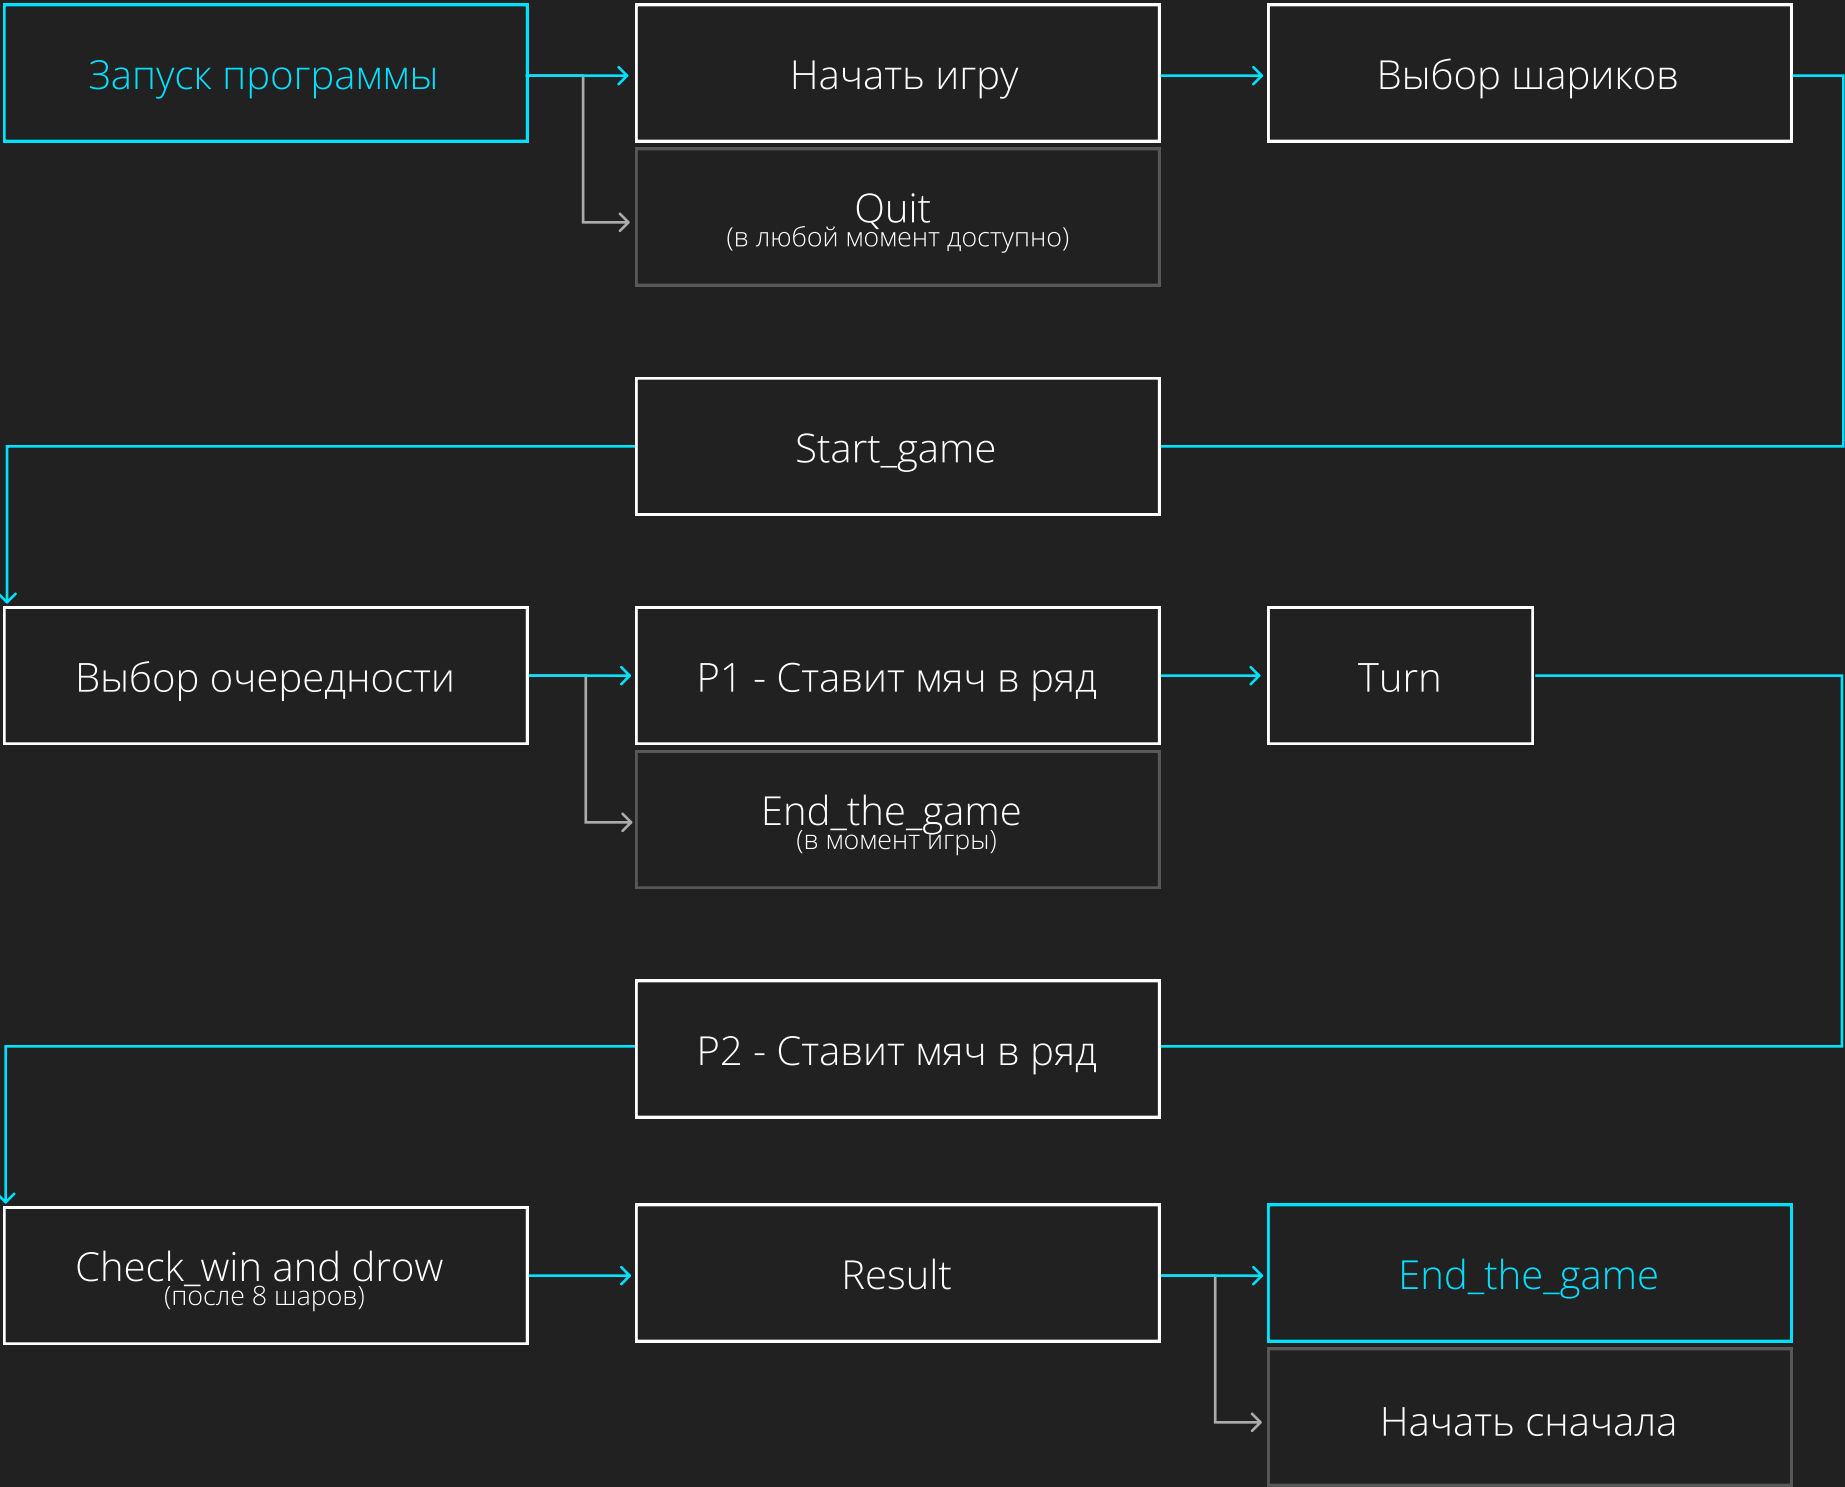 Запуск программы
Начать игру
Выбор шариков
Quit
(в любой момент доступно)
Start_game
Выбор очередности
P1 - Ставит мяч в ряд
Turn
End_the_game
(в момент игры)
P2 - Ставит мяч в ряд
Check_win and drow
(после 8 шаров)
Result
End_the_game
Начать сначала